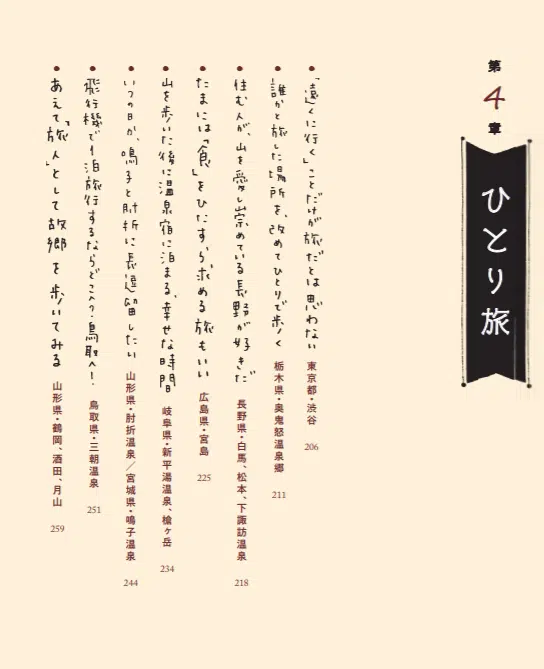 第4章
ひとり旅
●「遠くに行く」ことだけが旅だとは思わない 東京都・渋谷 206
●誰かと旅した場所を、改めてひとりで歩く 栃木県・奥鬼怒温泉郷 211
●住む人が、山を愛し崇めている長野が好きだ 長野県・白馬、松本、下諏訪温泉 218
●たまには「食」をひたすら求める旅もいい 広島県・宮島 225
●山を歩いた後に温泉宿に泊まる、幸せな時間 岐阜県・新平湯温泉、槍ヶ岳 234
●いつの日か、鳴子と肘折に長逗留したい 山形県・肘折温泉／宮城県・鳴子温泉 244
●飛行機で1泊旅行するならどこへ？鳥取へ！ 鳥取県・三朝温泉 251
●あえて「旅人」として故郷を歩いてみる 山形県・鶴岡、酒田、月山 259